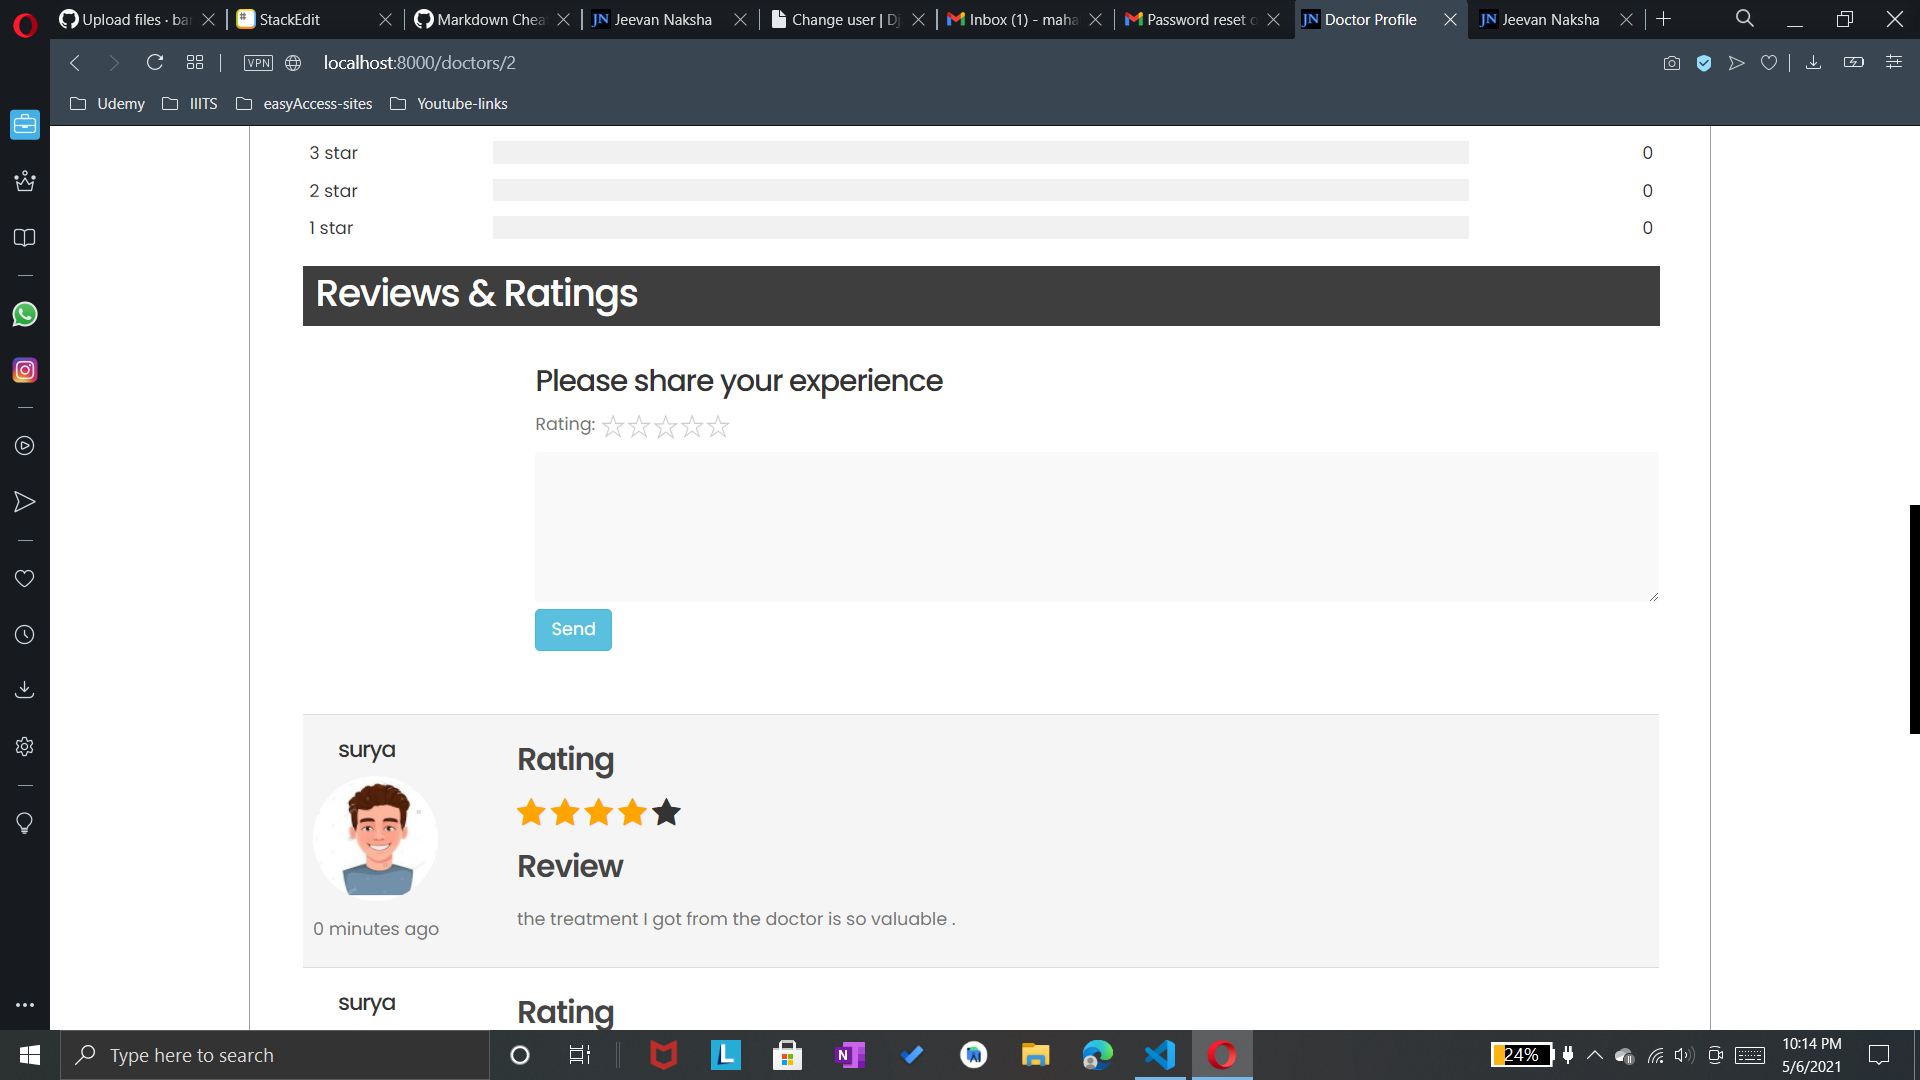 Upload files · ba
StackEdit
Markdown Chea
Jeevan Naksha
Change user | Dj
Inbox (1) - maha
Password reset o
Doctor Profile
Jeevan Naksha
VPN
localhost:8000/doctors/2
Udemy
IIITS
easyAccess-sites
Youtube-links
3 star 0
2 star 0
1 star 0
Reviews & Ratings
Please share your experience
Rating:
Send
surya
Rating
Review
the treatment I got from the doctor is so valuable .
0 minutes ago
surya
Rating
Type here to search
24%
10:14 PM
5/6/2021